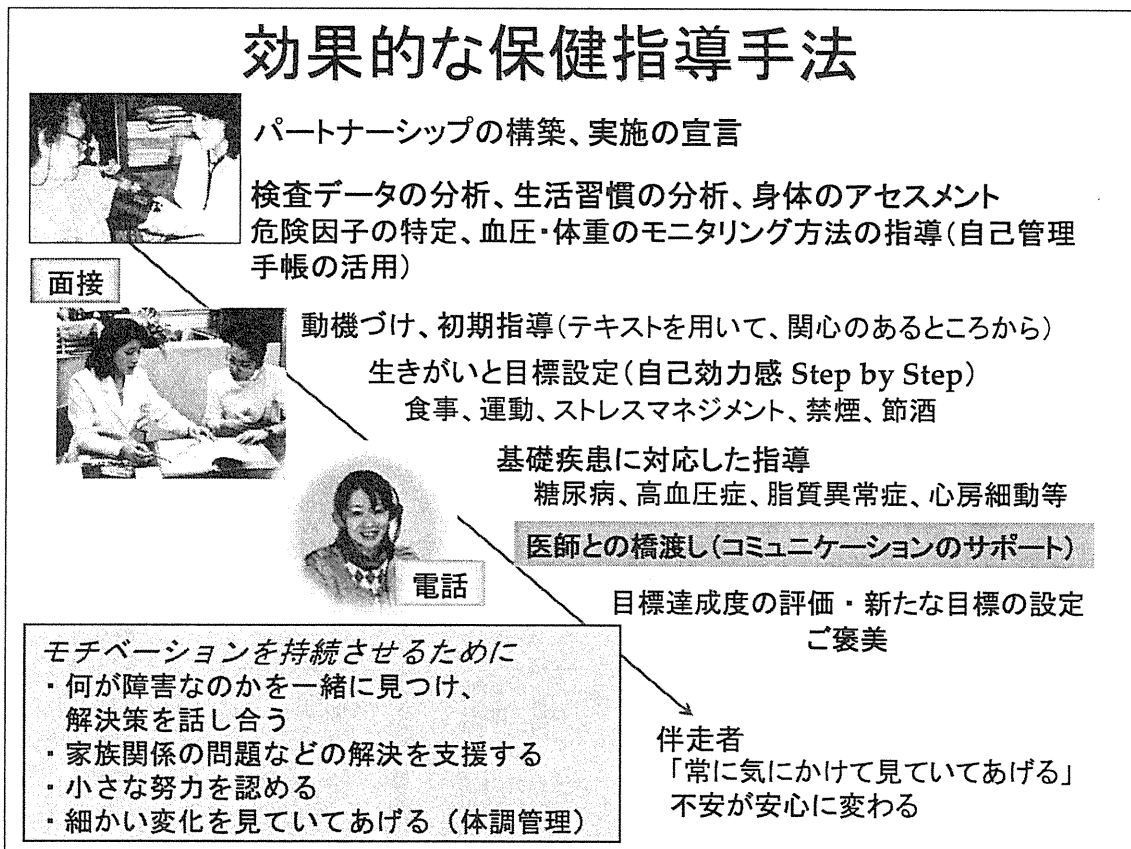 効果的な保健指導手法
パートナーシップの構築、実施の宣言
検査データの分析、生活習慣の分析、身体のアセスメント
危険因子の特定、血圧・体重のモニタリング方法の指導(自己管理
手帳の活用)
面接
動機づけ、初期指導(テキストを用いて、関心のあるところから)
生きがいと目標設定(自己効力感 Step by Step)
食事、運動、ストレスマネジメント、禁煙、節酒
基礎疾患に対応した指導
糖尿病、高血圧症、脂質異常症、心房細動等
医師との橋渡し(コミュニケーションのサポート)
電話
目標達成度の評価・新たな目標の設定
ご褒美
モチベーションを持続させるために
・何が障害なのかを一緒に見つけ、
解決策を話し合う
・家族関係の問題などの解決を支援する
・小さな努力を認める
・細かい変化を見ていてあげる(体調管理)
伴走者
「常に気にかけて見ていてあげる」
不安が安心に変わる